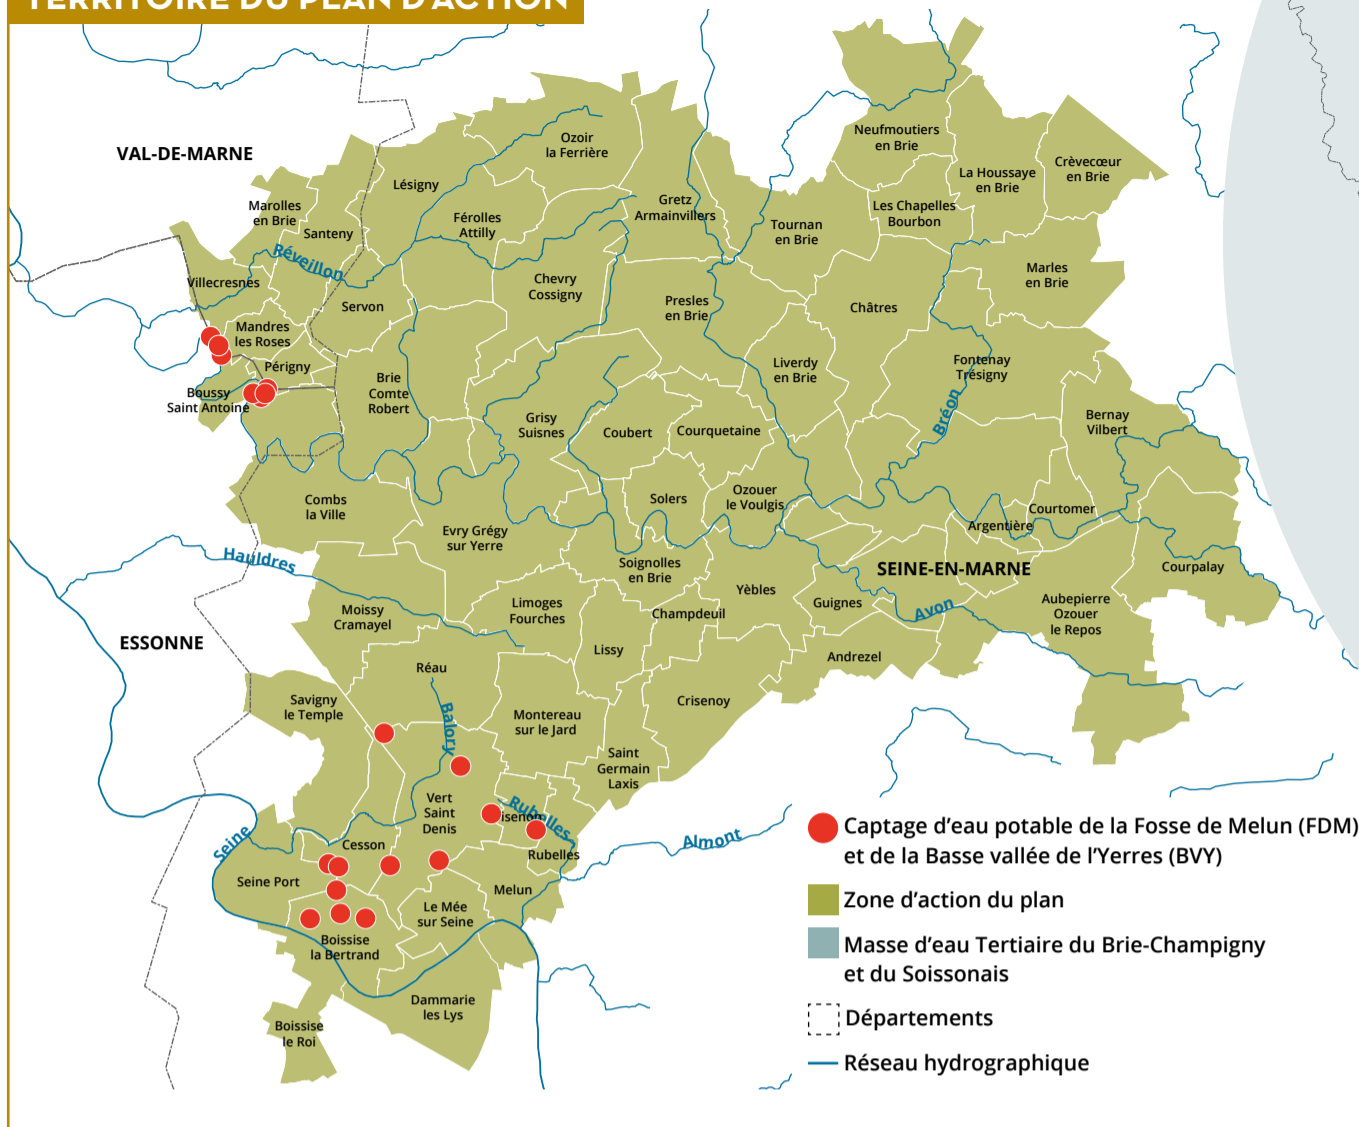 TERRITOIRE DU PLAN D'ACTION
VAL-DE-MARNE
Ozoir
la Ferrière
Neufmoutiers
en Brie
La Houssaye
en Brie
Crèvecœur
en Brie
Lésigny
Marolles
en Brie
Santeny
Férolles
Attilly
Gretz
Armainvillers
Tournan
en Brie
Les Chapelles
Bourbon
Réveillon
Villecresnes
Servon
Chevry
Cossigny
Presles
en Brie
Châtres
Marles
en Brie
Mandres
les Roses
Périgny
Boussy
Saint Antoine
Brie
Comte
Robert
Liverdy
en Brie
Fontenay
Trésigny
Bréon
Grisy
Suisnes
Coubert
Courquetaine
Bernay
Vilbert
Combs
la Ville
Solers
Ozouer
le Voulgis
Courtomer
Argentière
Evry Grégy
sur Yerre
Hauldres
Soignolles
en Brie
SEINE-EN-MARNE
Courpalay
Yèbles
Guignes
Avon
Aubepierre
Ozouer
le Repos
Moissy
Cramayel
Limoges
Fourches
Champdeuil
ESSONNE
Lissy
Andrezel
Réau
Savigny
le Temple
Balory
Montereau
sur le Jard
Crisenoy
Saint
Germain
Laxis
Vert
Saint
Denis
isenoy
Rubelles
Rubelles
Almont
Seine
Cesson
Seine Port
Melun
Le Mée
sur Seine
Boissise
la Bertrand
Dammarie
les Lys
Boissise
le Roi
Captage d'eau potable de la Fosse de Melun (FDM)
et de la Basse vallée de l'Yerres (BVY)
Zone d'action du plan
Masse d'eau Tertiaire du Brie-Champigny
et du Soissonais
Départements
Réseau hydrographique